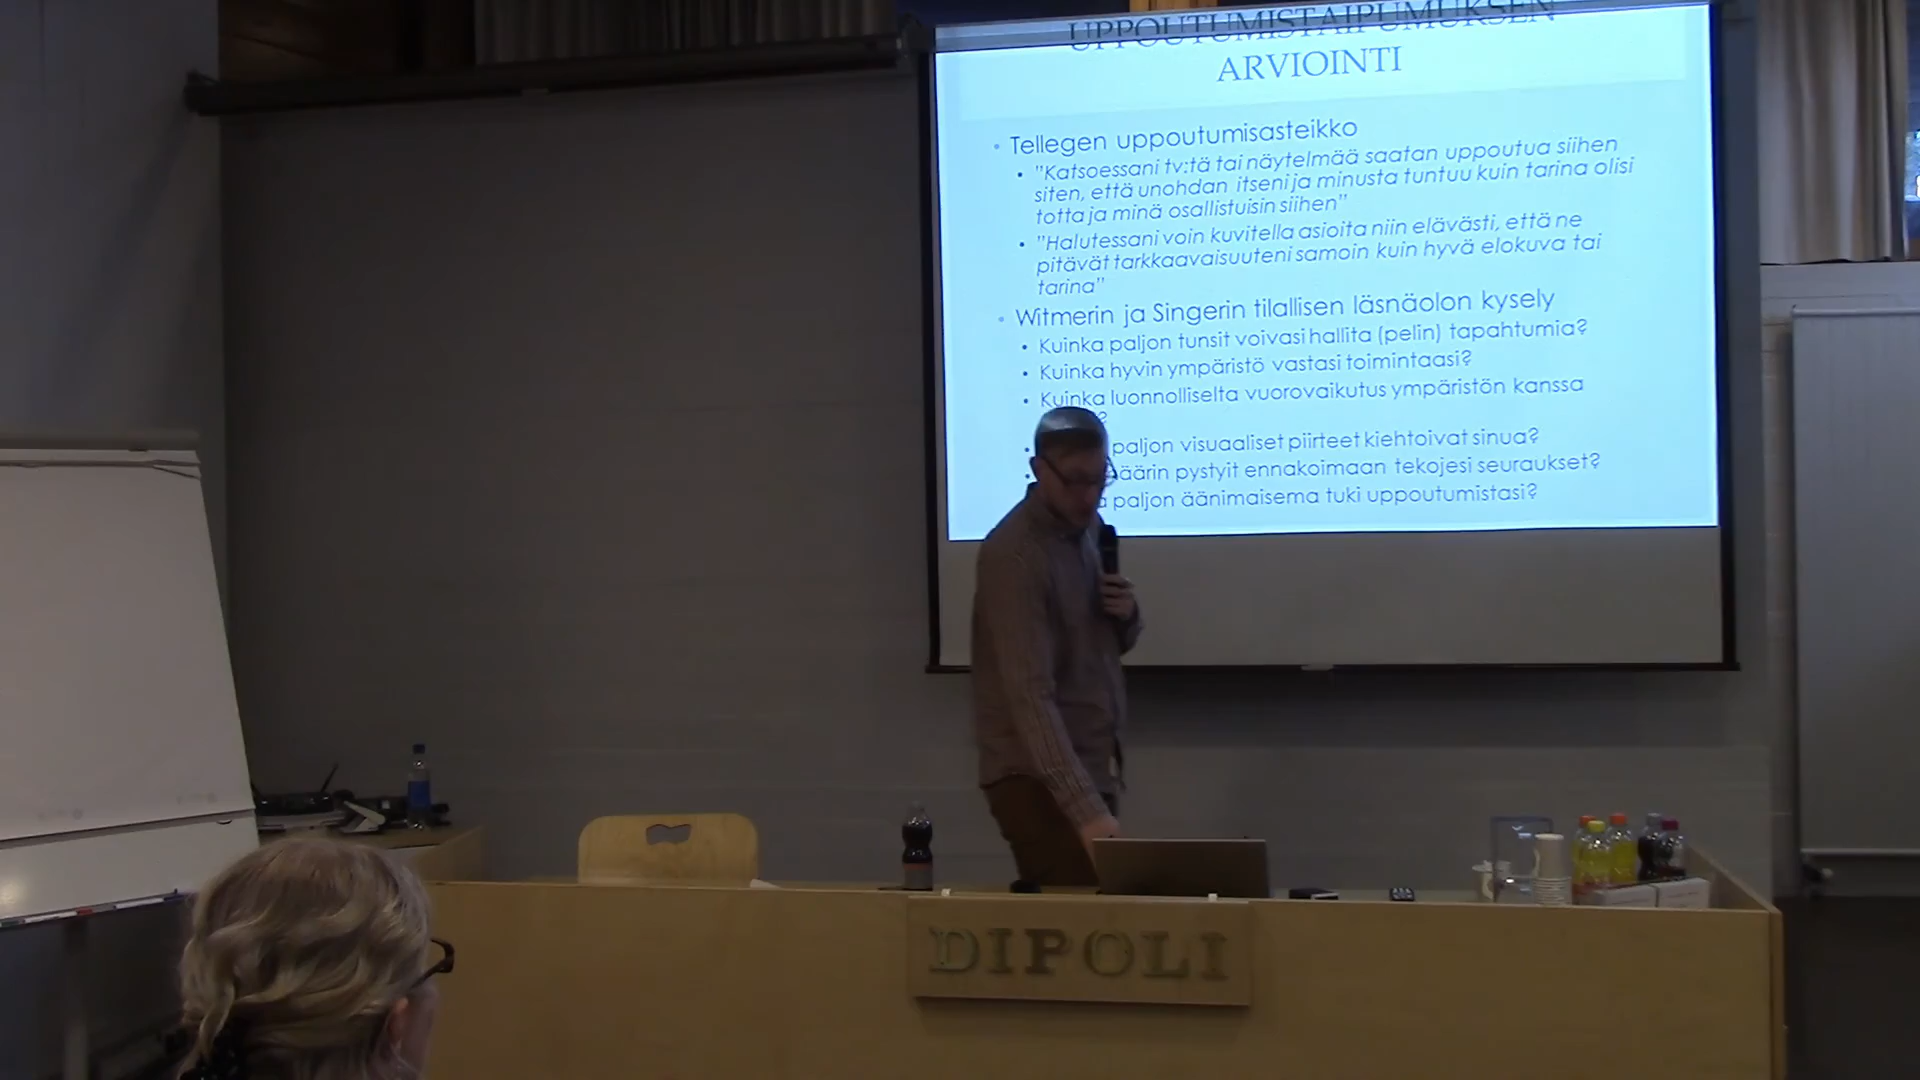 UPPOUTUMISTAIPUMUKSEN
ARVIOINTI
• Tellegen uppoutumisasteikko
• "Katsoessani tv:tä tai näytelmää saatan uppoutua siihen
siten, että unohdan itseni ja minusta tuntuu kuin tarina olisi
totta ja minä osallistuisin siihen"
• "Halutessani voin kuvitella asioita niin elävästi, että ne
pitävät tarkkaavaisuuteni samoin kuin hyvä elokuva tai
tarina"
• Witmerin ja Singerin tilallisen läsnäolon kysely
• Kuinka paljon tunsit voivasi hallita (pelin) tapahtumia?
• Kuinka hyvin ympäristö vastasi toimintaasi?
• Kuinka luonnolliselta vuorovaikutus ympäristön kanssa
?
• paljon visuaaliset piirteet kiehtoivat sinua?
• äärin pystyit ennakoimaan tekojesi seuraukset?
a paljon äänimaisema tuki uppoutumistasi?
DIPOLI